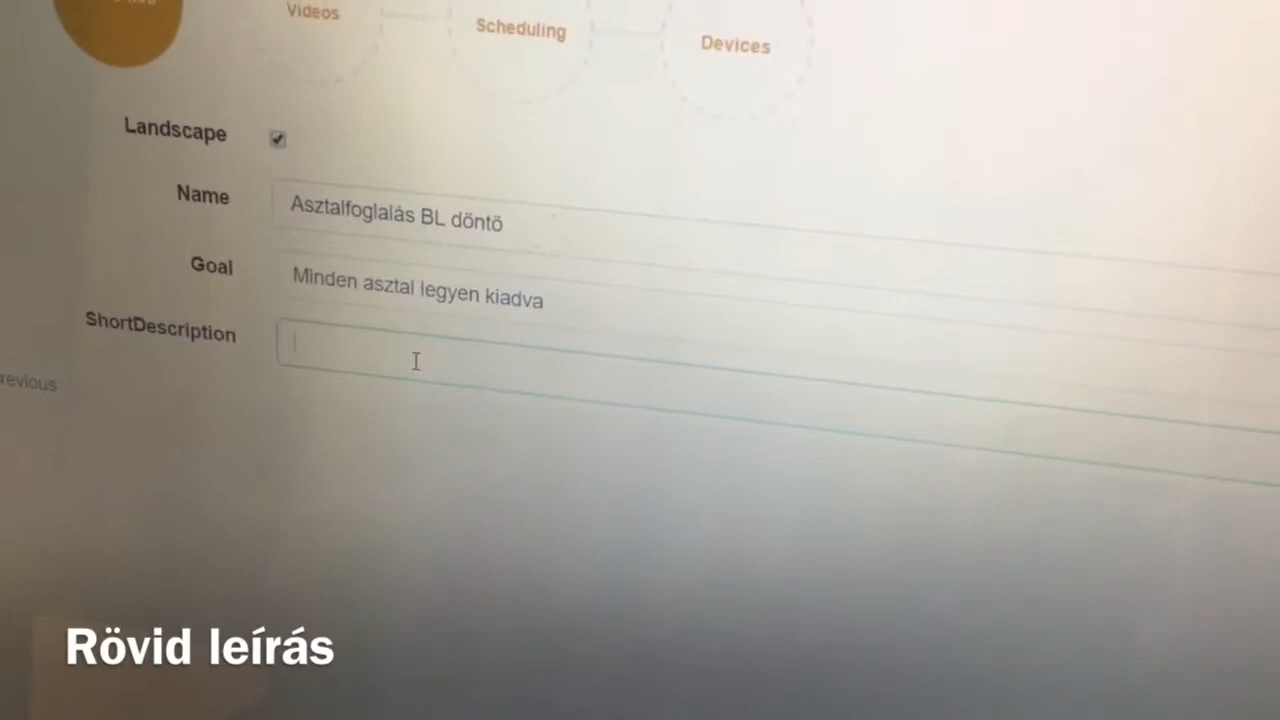 Videos
Scheduling
Devices
Landscape
Name
Asztalfoglalás BL döntő
Goal
Minden asztal legyen kiadva
ShortDescription
revious
Rövid leírás